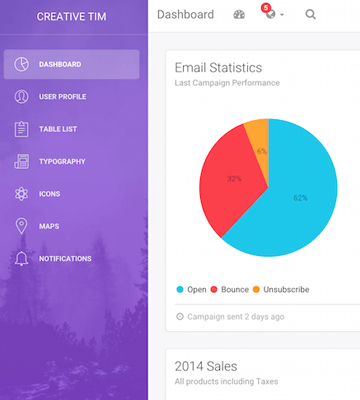 CREATIVE TIM
DASHBOARD
USER PROFILE
TABLE LIST
TYPOGRAPHY
ICONS
MAPS
NOTIFICATIONS
Dashboard
5
Email Statistics
Last Campaign Performance
6%
32%
62%
Open Bounce Unsubscribe
Campaign sent 2 days ago
2014 Sales
All products including Taxes